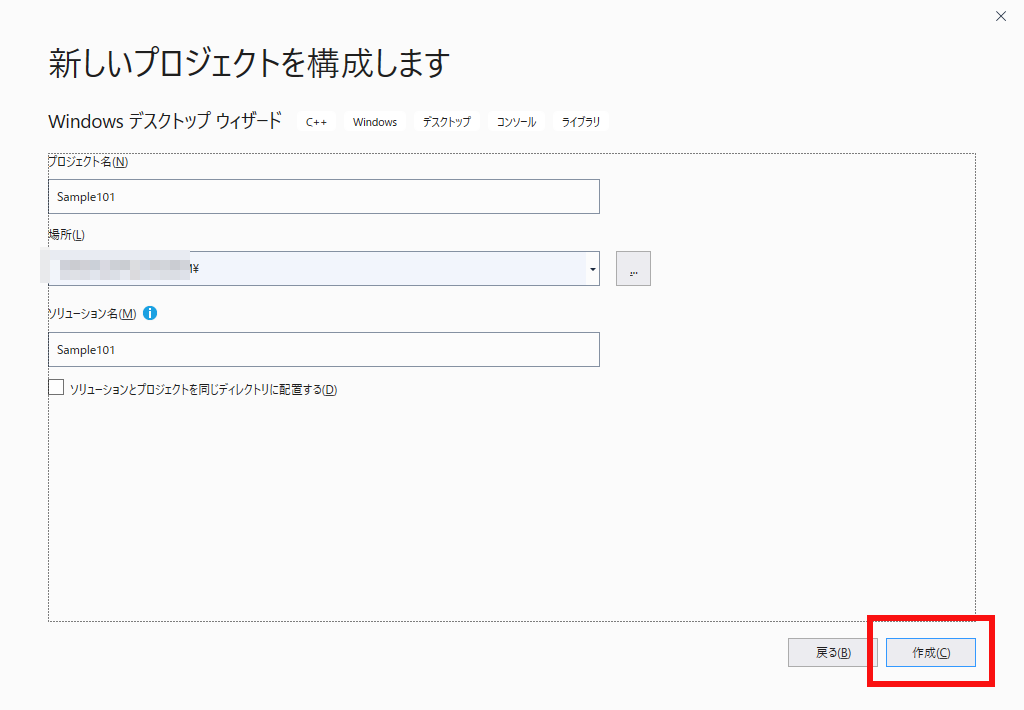 新しいプロジェクトを構成します
Windows デスクトップ ウィザード C++ Windows デスクトップ コンソール ライブラリ
プロジェクト名(N)
Sample101
場所(L)
¥
...
ソリューション名(M)
Sample101
ソリューションとプロジェクトを同じディレクトリに配置する(D)
戻る(B) 作成(C)